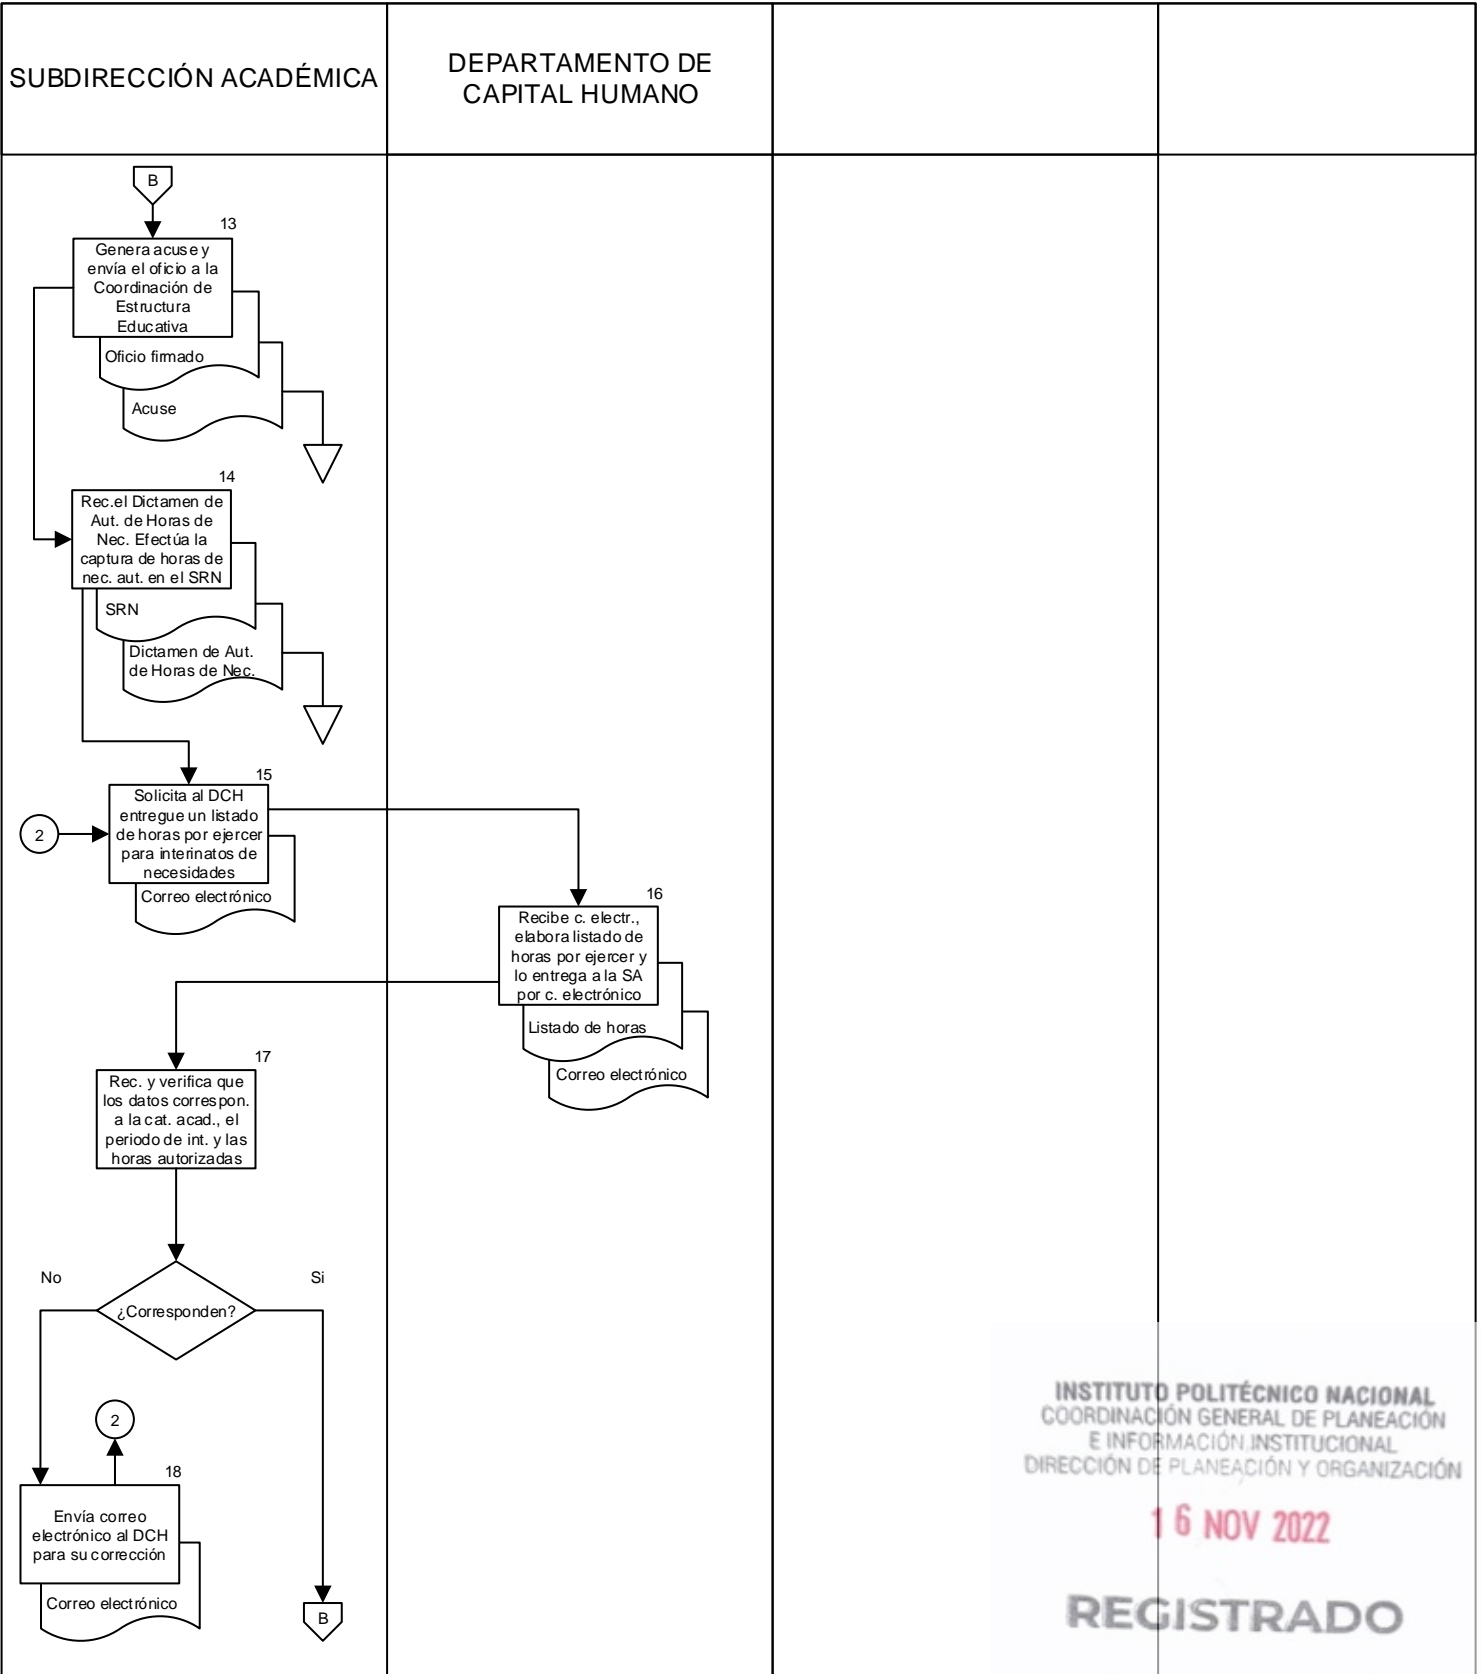 SUBDIRECCIÓN ACADÉMICA
DEPARTAMENTO DE
CAPITAL HUMANO
B
13
Genera acuse y
envía el oficio a la
Coordinación de
Estructura
Educativa
Oficio firmado
Acuse
14
Rec.el Dictamen de
Aut. de Horas de
Nec. Efectúa la
captura de horas de
nec. aut. en el SRN
SRN
Dictamen de Aut.
de Horas de Nec.
15
Solicita al DCH
entregue un listado
de horas por ejercer
para interinatos de
necesidades
2
Correo electrónico
16
Recibe c. electr.,
elabora listado de
horas por ejercer y
lo entrega a la SA
por c. electrónico
Listado de horas
Correo electrónico
17
Rec. y verifica que
los datos correspon.
a la cat. acad., el
periodo de int. y las
horas autorizadas
No
Si
¿Corresponden?
2
18
Envía correo
electrónico al DCH
para su corrección
Correo electrónico
B
INSTITUTO POLITÉCNICO NACIONAL
COORDINACIÓN GENERAL DE PLANEACIÓN
E INFORMACIÓN INSTITUCIONAL
DIRECCIÓN DE PLANEACIÓN Y ORGANIZACIÓN
16 NOV 2022
REGISTRADO